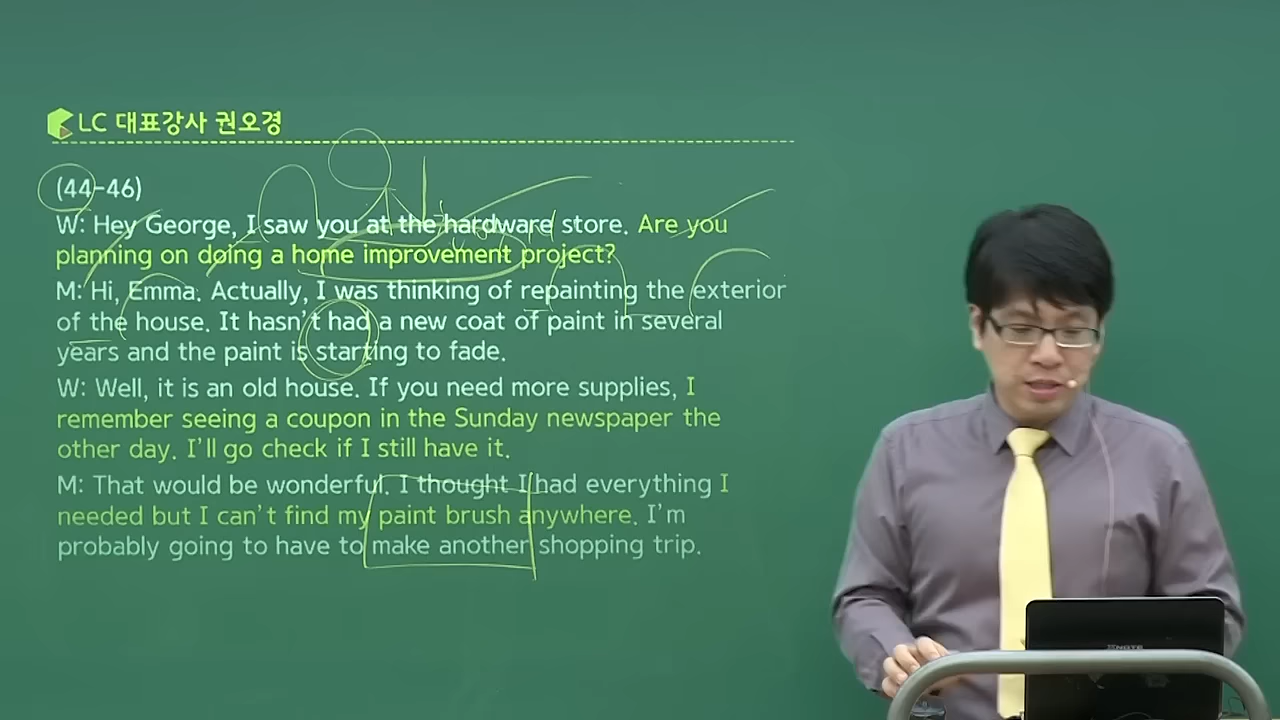 LC 대표강사 권오경
(44-46)
W: Hey George, I saw you at the hardware store. Are you
planning on doing a home improvement project?
M: Hi, Emma. Actually, I was thinking of repainting the exterior
of the house. It hasn't had a new coat of paint in several
years and the paint is starting to fade.
W: Well, it is an old house. If you need more supplies, I
remember seeing a coupon in the Sunday newspaper the
other day. I'll go check if I still have it.
M: That would be wonderful. I thought I had everything I
needed but I can't find my paint brush anywhere. I'm
probably going to have to make another shopping trip.